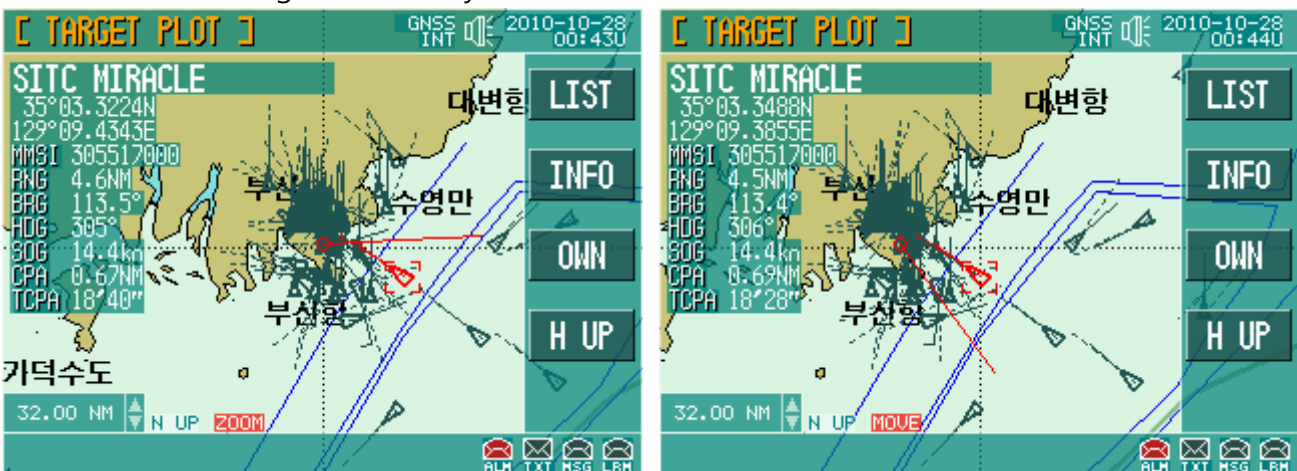 [ TARGET PLOT ]
GNSS
INT
2010-10-28
00:43U
SITC MIRACLE
35°03.3224N
129°09.4343E
MMSI 305517000
RNG 4.6NM
BRG 113.5°
HDG 305°
SOG 14.4kn
CPA 0.67NM
TCPA 18'40"
대변항
부산
수영만
부산항
가덕수도
LIST
INFO
OWN
H UP
32.00 NM
N UP ZOOM
ALM TXT MSG LRM
[ TARGET PLOT ]
GNSS
INT
2010-10-28
00:44U
SITC MIRACLE
35°03.3488N
129°09.3855E
MMSI 305517000
RNG 4.5NM
BRG 113.4°
HDG 306°
SOG 14.4kn
CPA 0.69NM
TCPA 18'28"
대변항
부산
수영만
부산항
LIST
INFO
OWN
H UP
32.00 NM
N UP MOVE
ALM TXT MSG LRM